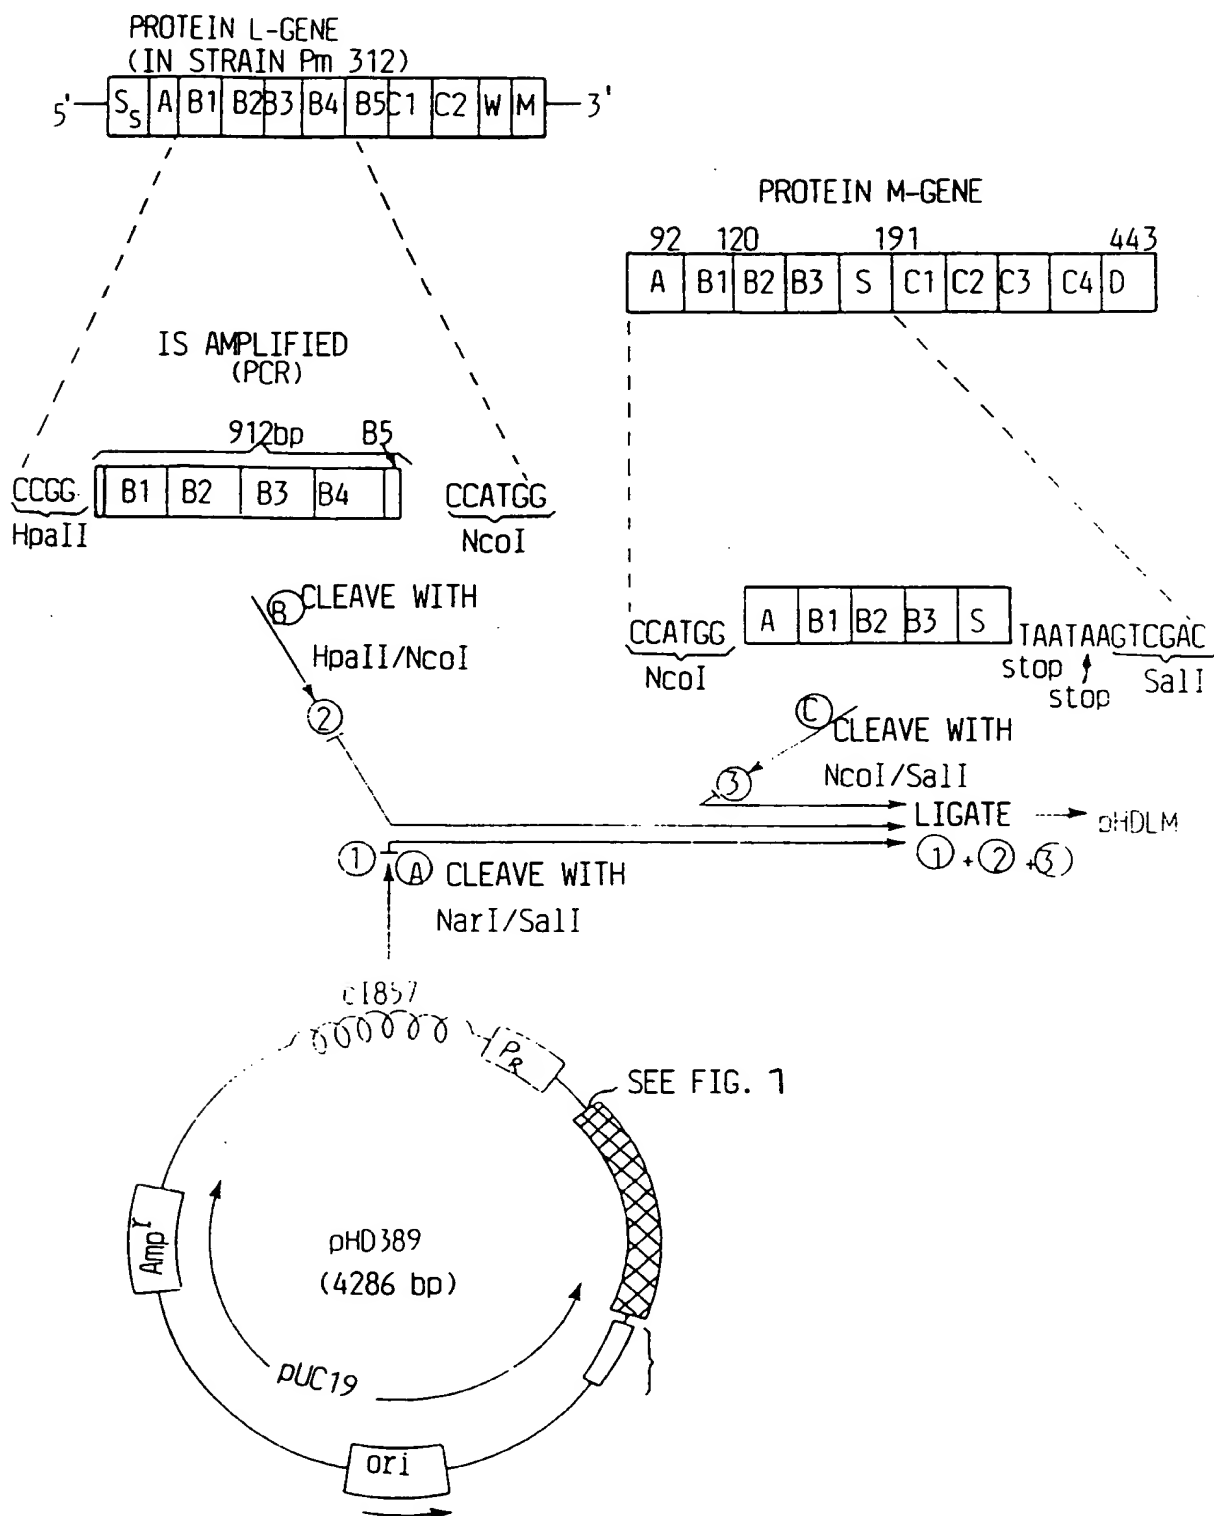 PROTEIN L-GENE
(IN STRAIN Pm 312)
5' Ss A B1 B2 B3 B4 B5 C1 C2 W M 3'
PROTEIN M-GENE
92 120 191 443
A B1 B2 B3 S C1 C2 C3 C4 D
IS AMPLIFIED
(PCR)
912bp B5
CCGG B1 B2 B3 B4 CCATGG
HpaII NcoI
B CLEAVE WITH
HpaII/NcoI
2
CCATGG A B1 B2 B3 S TAATAAGTCGAC
NcoI stop stop SalI
C CLEAVE WITH
NcoI/SalI
3
LIGATE pHDLM
1 + 2 + 3)
1 A CLEAVE WITH
NarI/SalI
cI857
PR
SEE FIG. 1
Ampr
pHD389
(4286 bp)
pUC19
ori